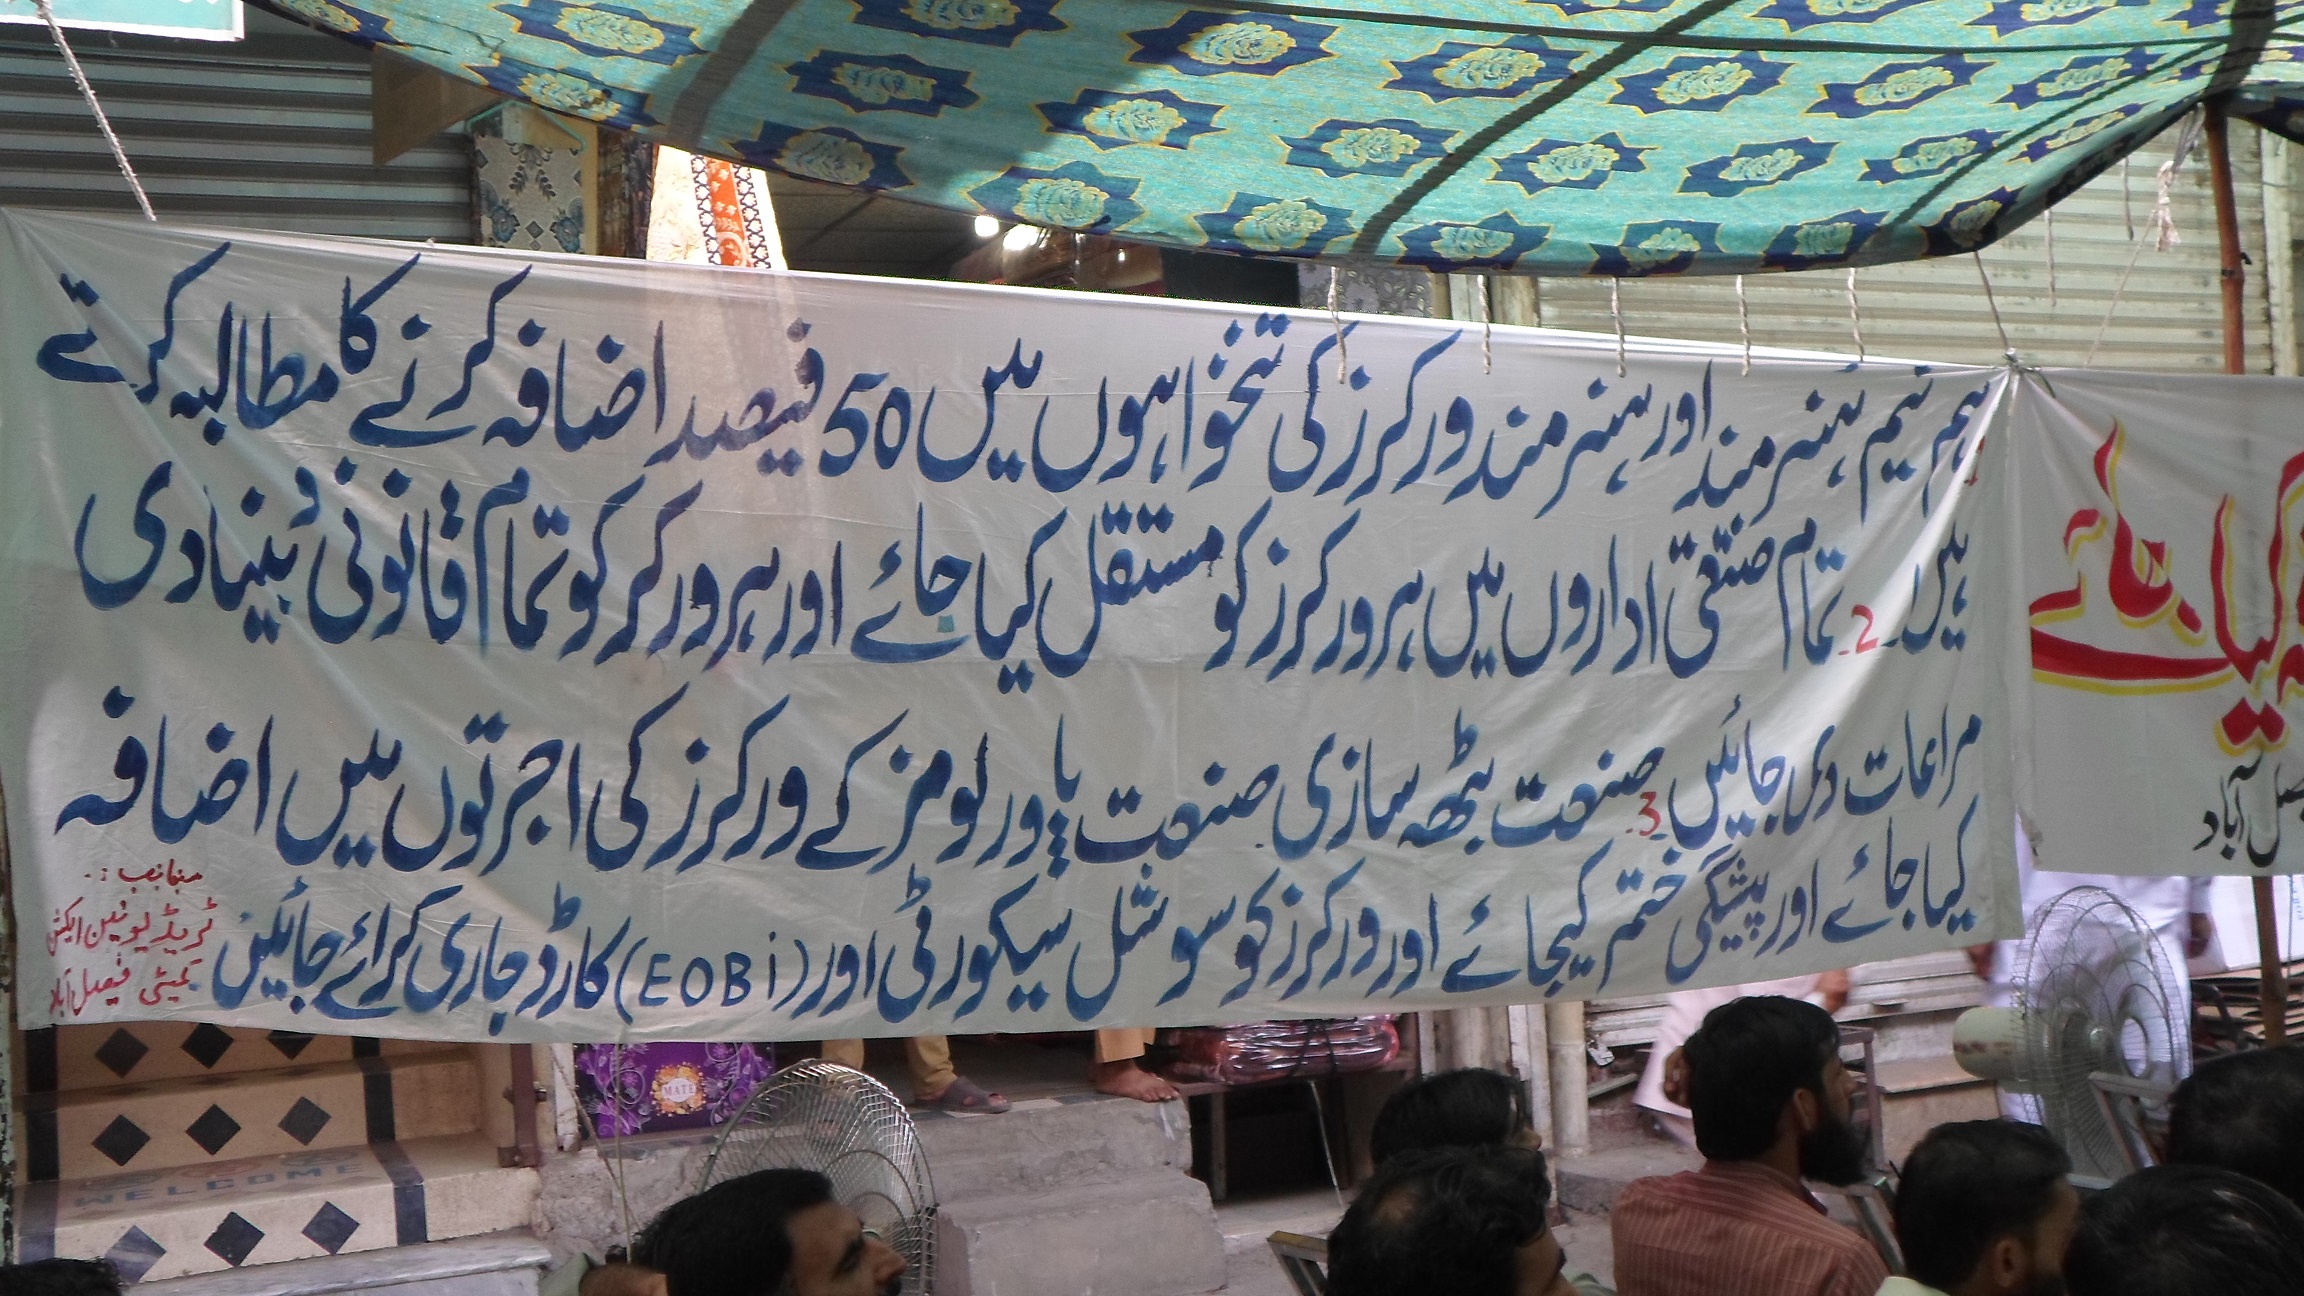 ہم نیم ہنرمند اور ہنرمند ورکرز کی تنخواہوں میں 50 فیصد اضافہ کرنے کا مطالبہ کرتے
ہیں۔ 2۔ تمام صنعتی اداروں میں ہر ورکرز کو مستقل کیا جائے اور ہر ورکر کو تمام قانونی بنیادی
مراعات دی جائیں 3۔ صنعت بٹھہ سازی صنعت پاور لومز کے ورکرز کی اجرتوں میں اضافہ
کیا جائے اور پیشگی ختم کیجائے اور ورکرز کو سوشل سیکورٹی اور (EOBi) کارڈ جاری کرائے جائیں
منجانب :۔
ٹریڈ یونین ایکشن
کمیٹی فیصل آباد
کیا جائے
آباد
WELCOME
MATE